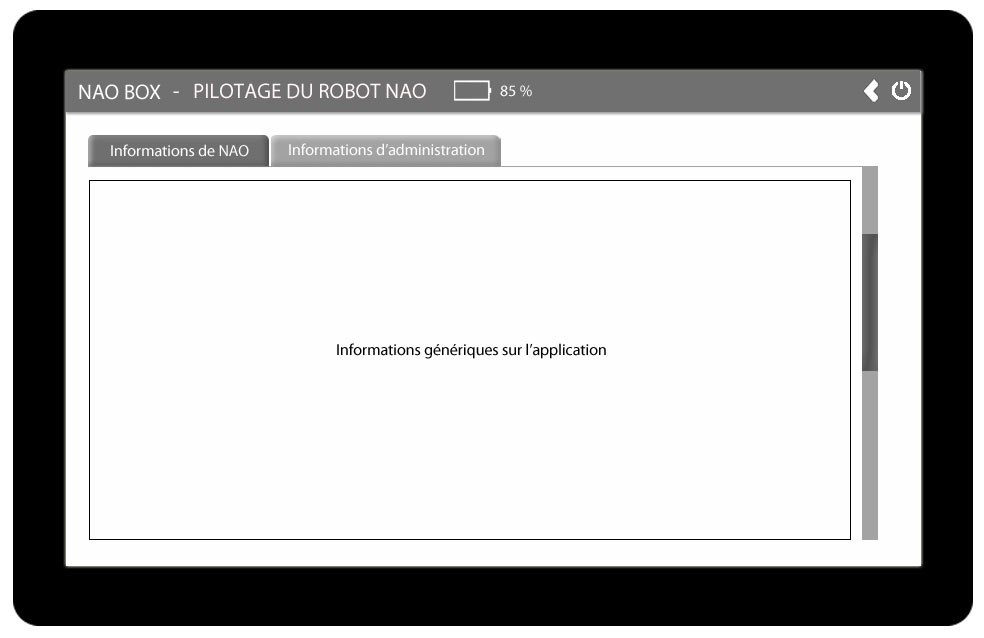 NAO BOX - PILOTAGE DU ROBOT NAO 85 %
Informations de NAO Informations d’administration
Informations génériques sur l’application